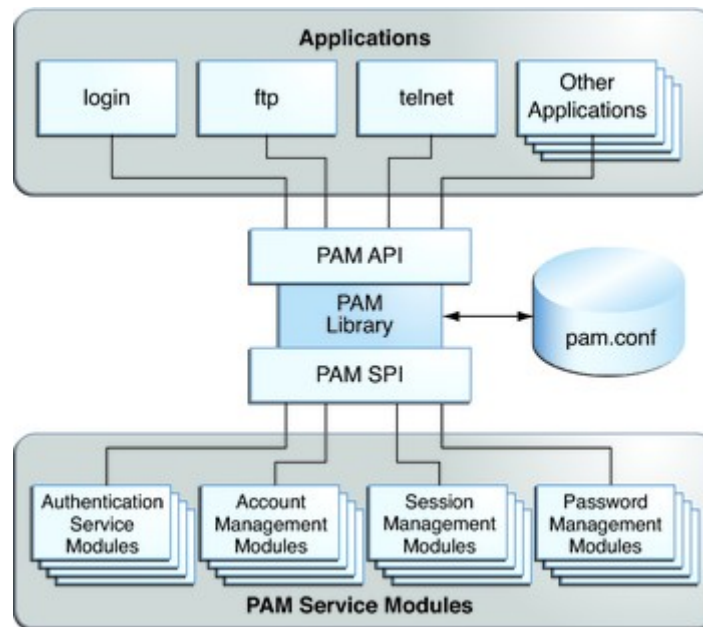 Applications
login
ftp
telnet
Other
Applications
PAM API
PAM
Library
pam.conf
PAM SPI
Authentication
Service
Modules
Account
Management
Modules
Session
Management
Modules
Password
Management
Modules
PAM Service Modules